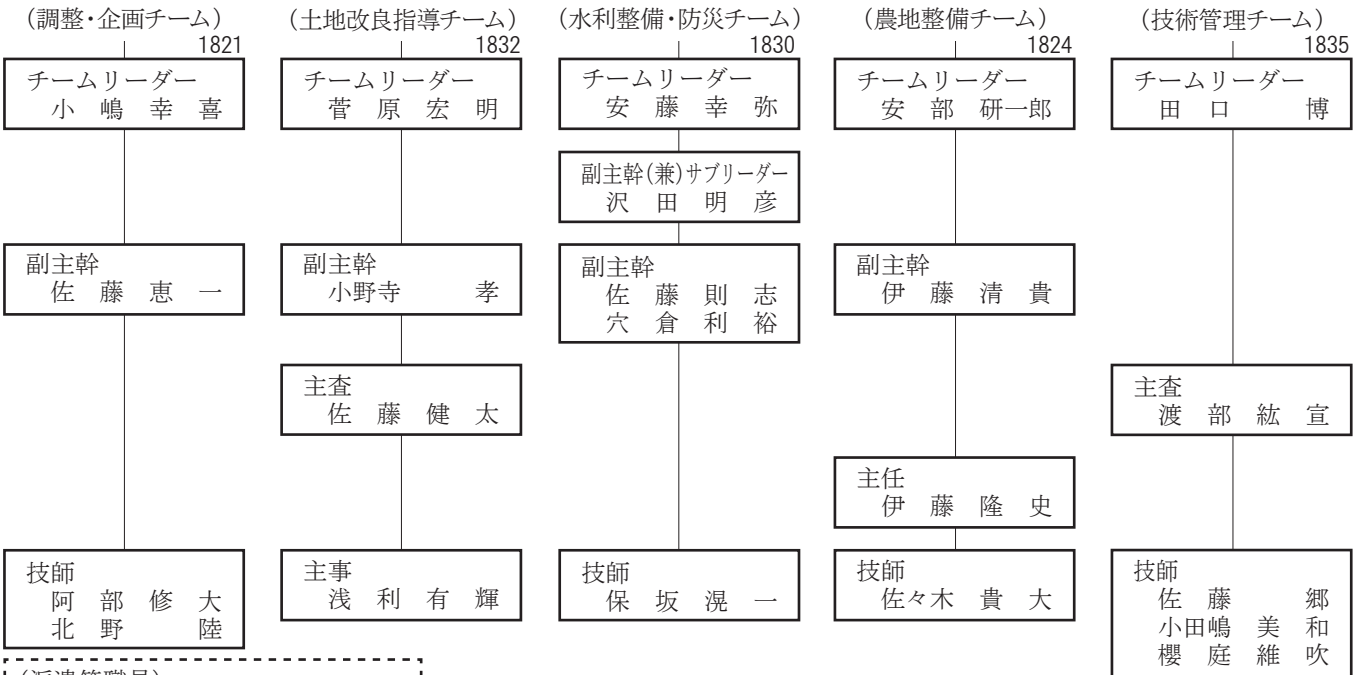 (調整・企画チーム)
1821
チームリーダー
小嶋幸喜
副主幹
佐藤恵一
技師
阿部修大
北野陸
(派遣等職員)
(土地改良指導チーム)
1832
チームリーダー
菅原宏明
副主幹
小野寺孝
主査
佐藤健太
主事
浅利有輝
(水利整備・防災チーム)
1830
チームリーダー
安藤幸弥
副主幹(兼)サブリーダー
沢田明彦
副主幹
佐藤則志
穴倉利裕
技師
保坂滉一
(農地整備チーム)
1824
チームリーダー
安部研一郎
副主幹
伊藤清貴
主任
伊藤隆史
技師
佐々木貴大
(技術管理チーム)
1835
チームリーダー
田口博
主査
渡部紘宣
技師
佐藤郷
小田嶋美和
櫻庭維吹